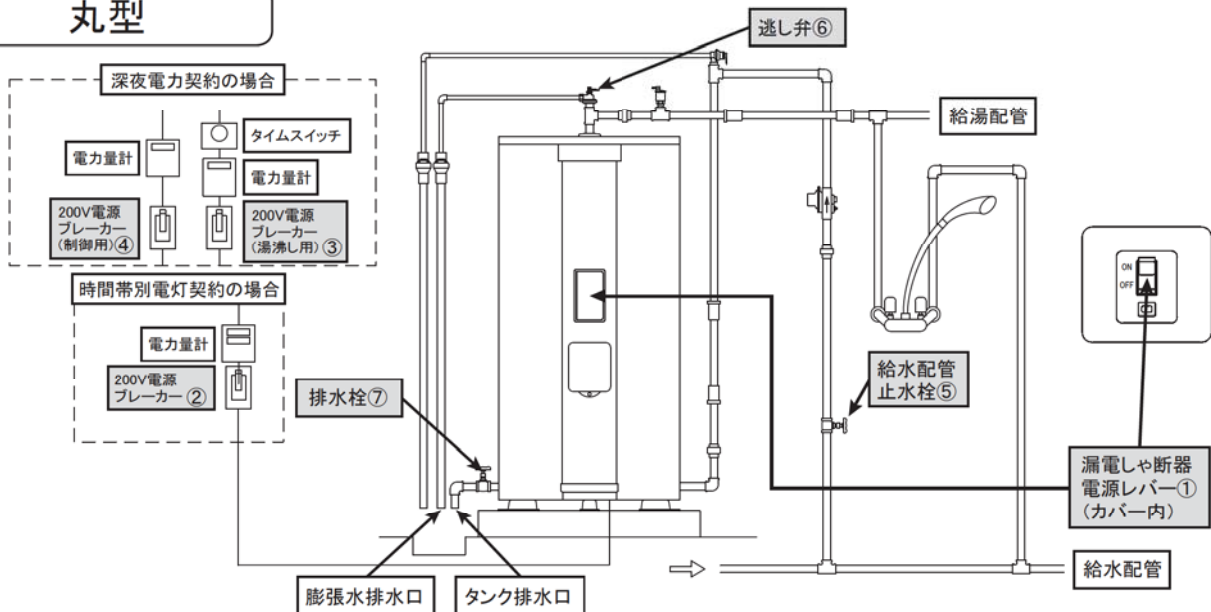 丸型
逃し弁⑥
深夜電力契約の場合
タイムスイッチ
電力量計
電力量計
200V電源
ブレーカー
(制御用)④
200V電源
ブレーカー
(湯沸し用)③
時間帯別電灯契約の場合
電力量計
200V電源
ブレーカー②
給湯配管
排水栓⑦
給水配管
止水栓⑤
ON
OFF
漏電しゃ断器
電源レバー①
(カバー内)
膨張水排水口
タンク排水口
給水配管